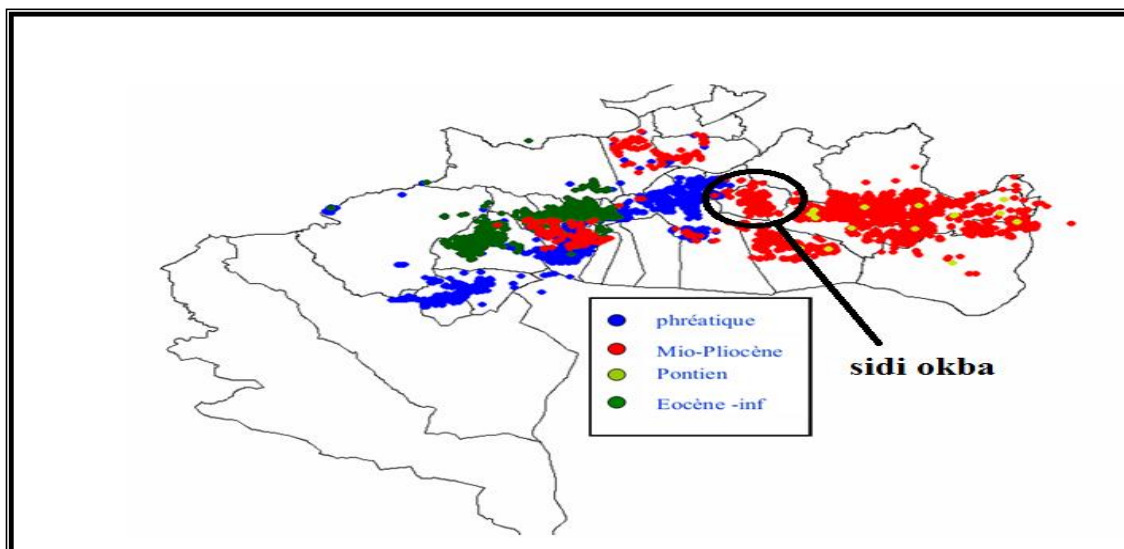 phréatique
Mio-Pliocène
Pontien
Eocène -inf
sidi okba